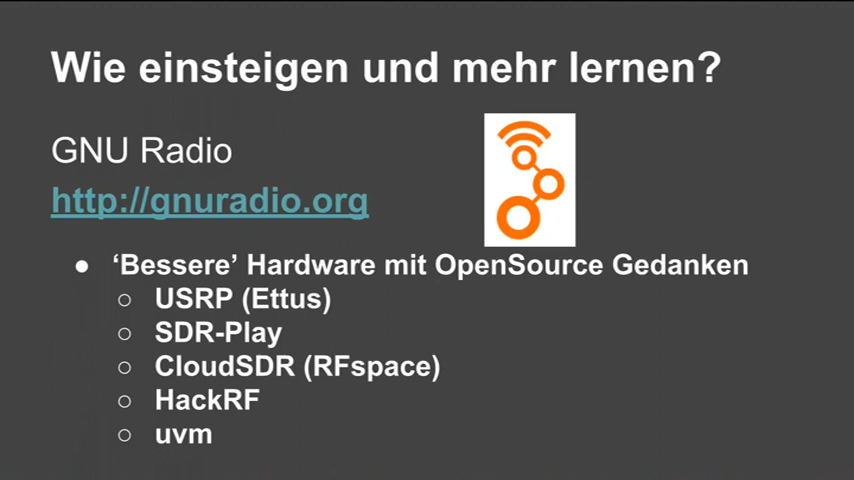 Wie einsteigen und mehr lernen?
GNU Radio
http://gnuradio.org
● ‘Bessere’ Hardware mit OpenSource Gedanken
○ USRP (Ettus)
○ SDR-Play
○ CloudSDR (RFspace)
○ HackRF
○ uvm